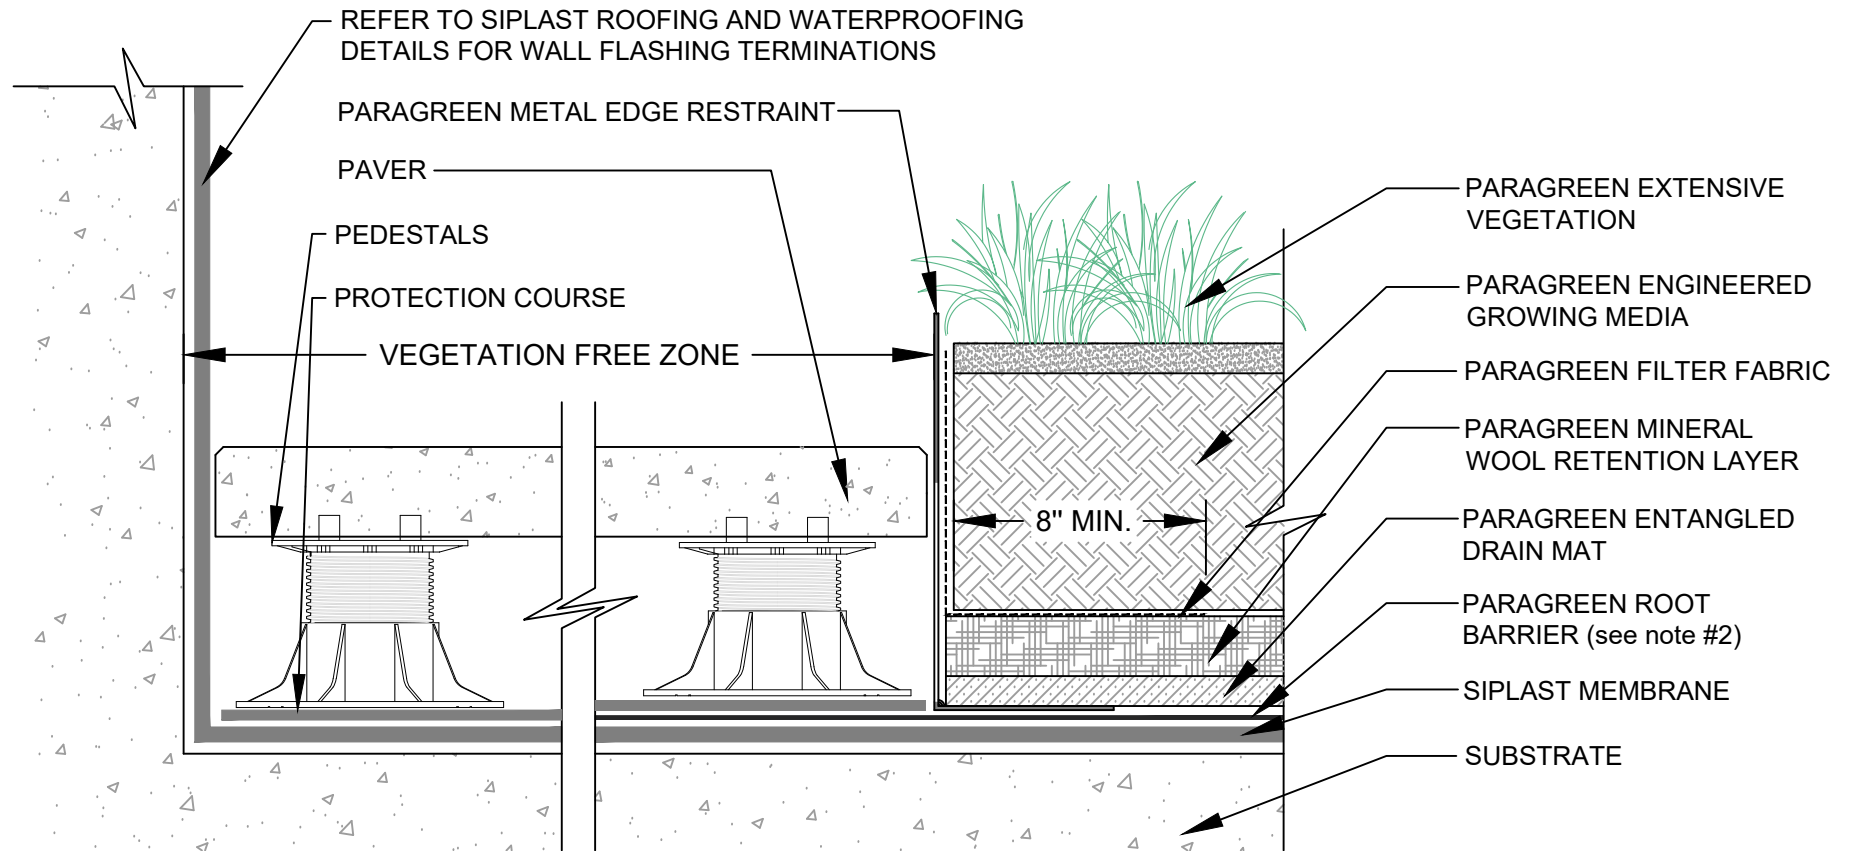 REFER TO SIPLAST ROOFING AND WATERPROOFING
DETAILS FOR WALL FLASHING TERMINATIONS
PARAGREEN METAL EDGE RESTRAINT
PAVER
PEDESTALS
PROTECTION COURSE
VEGETATION FREE ZONE
8" MIN.
PARAGREEN EXTENSIVE
VEGETATION
PARAGREEN ENGINEERED
GROWING MEDIA
PARAGREEN FILTER FABRIC
PARAGREEN MINERAL
WOOL RETENTION LAYER
PARAGREEN ENTANGLED
DRAIN MAT
PARAGREEN ROOT
BARRIER (see note #2)
SIPLAST MEMBRANE
SUBSTRATE